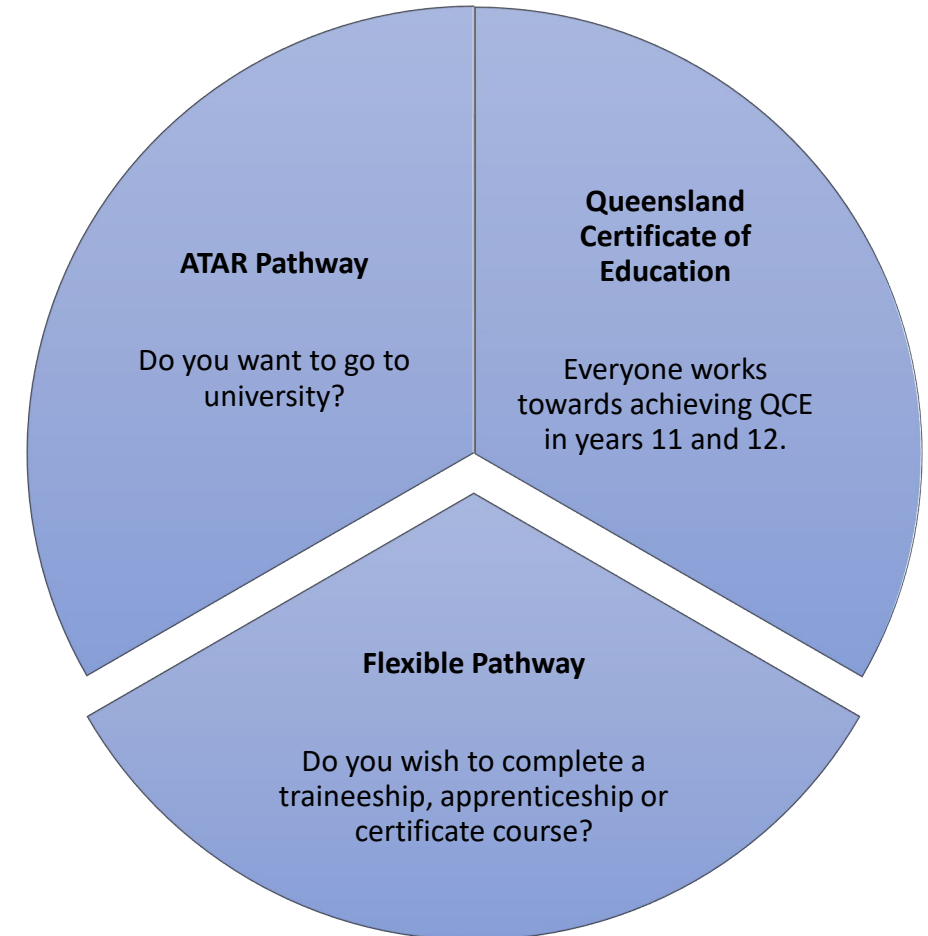 ATAR Pathway
Do you want to go to
university?
Queensland
Certificate of
Education
Everyone works
towards achieving QCE
in years 11 and 12.
Flexible Pathway
Do you wish to complete a
traineeship, apprenticeship or
certificate course?